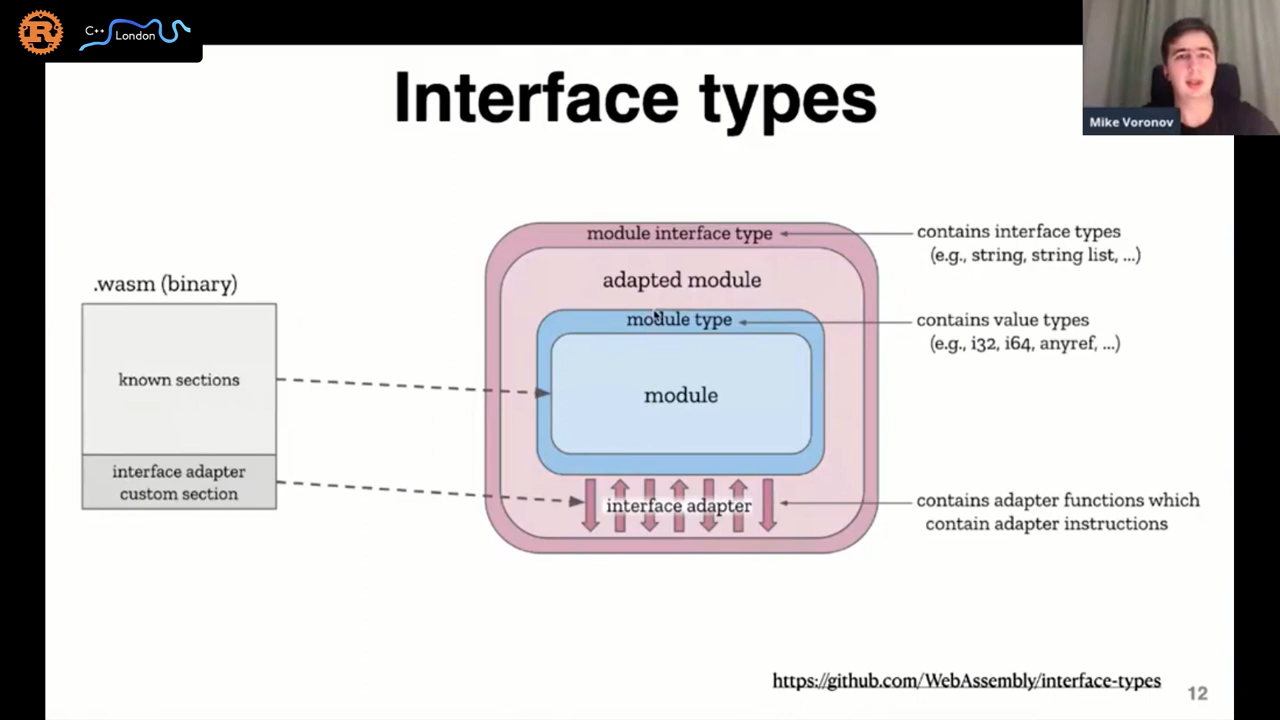 R
C++
London
Mike Voronov
Interface types
module interface type
contains interface types
(e.g., string, string list, ...)
adapted module
.wasm (binary)
module type
contains value types
(e.g., i32, i64, anyref, ...)
known sections
module
interface adapter
custom section
interface adapter
contains adapter functions which
contain adapter instructions
https://github.com/WebAssembly/interface-types
12